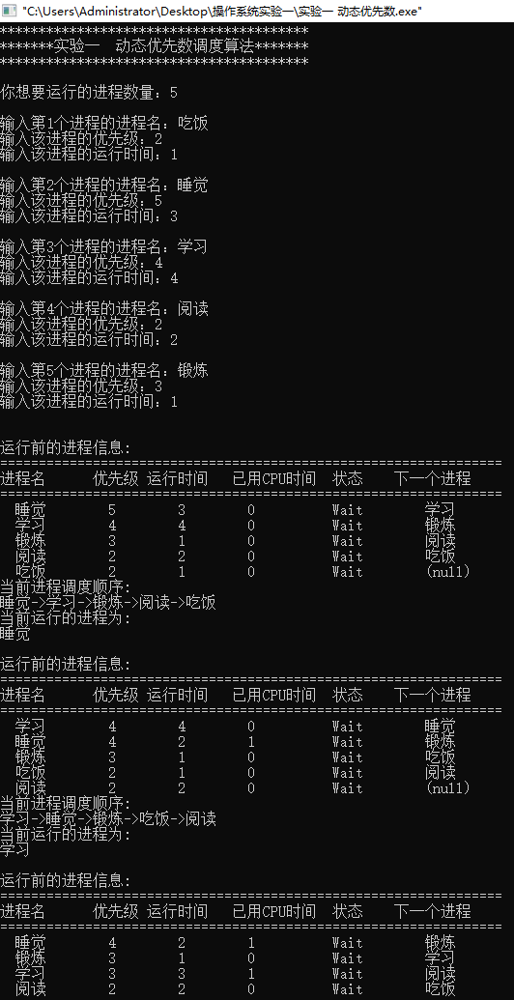 "C:\Users\Administrator\Desktop\操作系统实验一\实验一 动态优先数.exe"
****************************************
*******实验一  动态优先数调度算法*******
****************************************
你想要运行的进程数量：5
输入第1个进程的进程名：吃饭
输入该进程的优先级：2
输入该进程的运行时间：1
输入第2个进程的进程名：睡觉
输入该进程的优先级：5
输入该进程的运行时间：3
输入第3个进程的进程名：学习
输入该进程的优先级：4
输入该进程的运行时间：4
输入第4个进程的进程名：阅读
输入该进程的优先级：2
输入该进程的运行时间：2
输入第5个进程的进程名：锻炼
输入该进程的优先级：3
输入该进程的运行时间：1
运行前的进程信息：
=================================================================
进程名 优先级 运行时间 已用CPU时间 状态 下一个进程
=================================================================
睡觉 5 3 0 Wait 学习
学习 4 4 0 Wait 锻炼
锻炼 3 1 0 Wait 阅读
阅读 2 2 0 Wait 吃饭
吃饭 2 1 0 Wait (null)
当前进程调度顺序：
睡觉->学习->锻炼->阅读->吃饭
当前运行的进程为：
睡觉
运行前的进程信息：
=================================================================
进程名 优先级 运行时间 已用CPU时间 状态 下一个进程
=================================================================
学习 4 4 0 Wait 睡觉
睡觉 4 2 1 Wait 锻炼
锻炼 3 1 0 Wait 吃饭
吃饭 2 1 0 Wait 阅读
阅读 2 2 0 Wait (null)
当前进程调度顺序：
学习->睡觉->锻炼->吃饭->阅读
当前运行的进程为：
学习
运行前的进程信息：
=================================================================
进程名 优先级 运行时间 已用CPU时间 状态 下一个进程
=================================================================
睡觉 4 2 1 Wait 锻炼
锻炼 3 1 0 Wait 学习
学习 3 3 1 Wait 阅读
阅读 2 2 0 Wait 吃饭